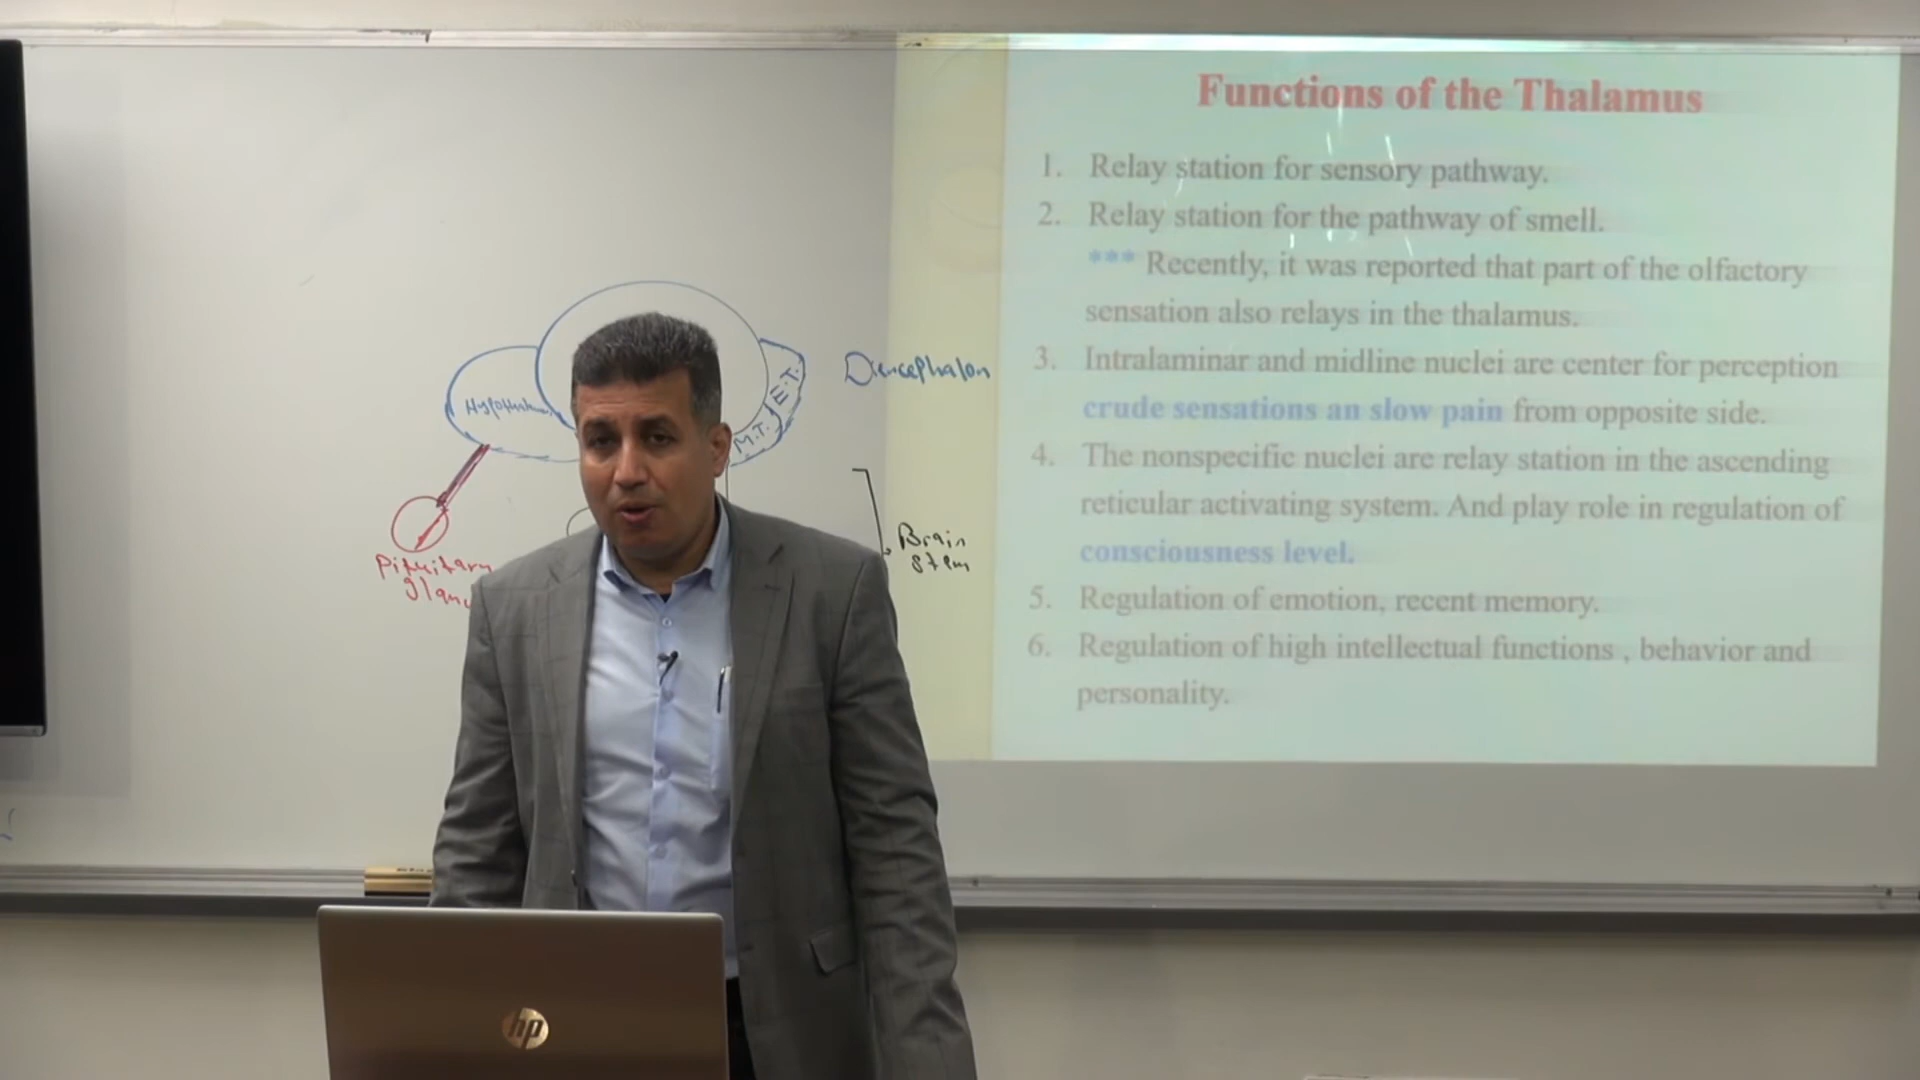 Functions of the Thalamus
1. Relay station for sensory pathway.
2. Relay station for the pathway of smell.
*** Recently, it was reported that part of the olfactory
sensation also relays in the thalamus.
3. Intralaminar and midline nuclei are center for perception
crude sensations an slow pain from opposite side.
4. The nonspecific nuclei are relay station in the ascending
reticular activating system. And play role in regulation of
consciousness level.
5. Regulation of emotion, recent memory.
6. Regulation of high intellectual functions , behavior and
personality.
Diencephalon
E.T.
M.T.
Brain
stem
Pituitary
hp